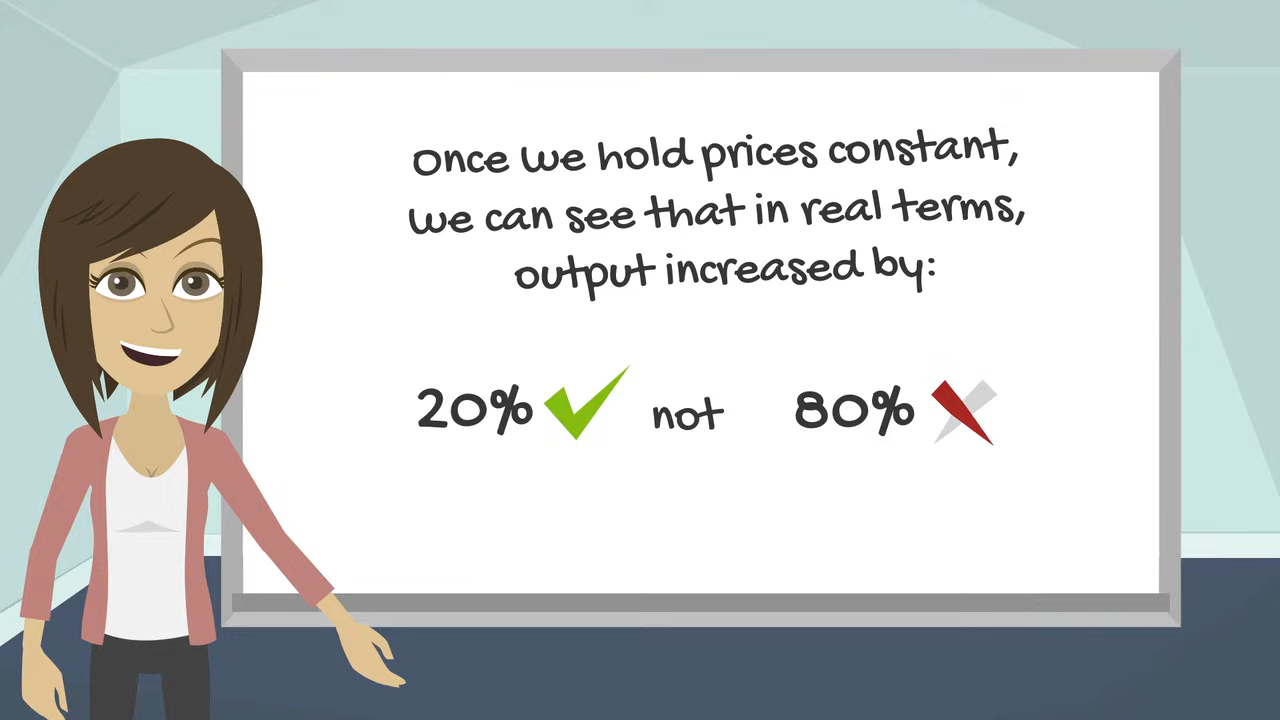 Once we hold prices constant,
we can see that in real terms,
output increased by:
20% not 80%